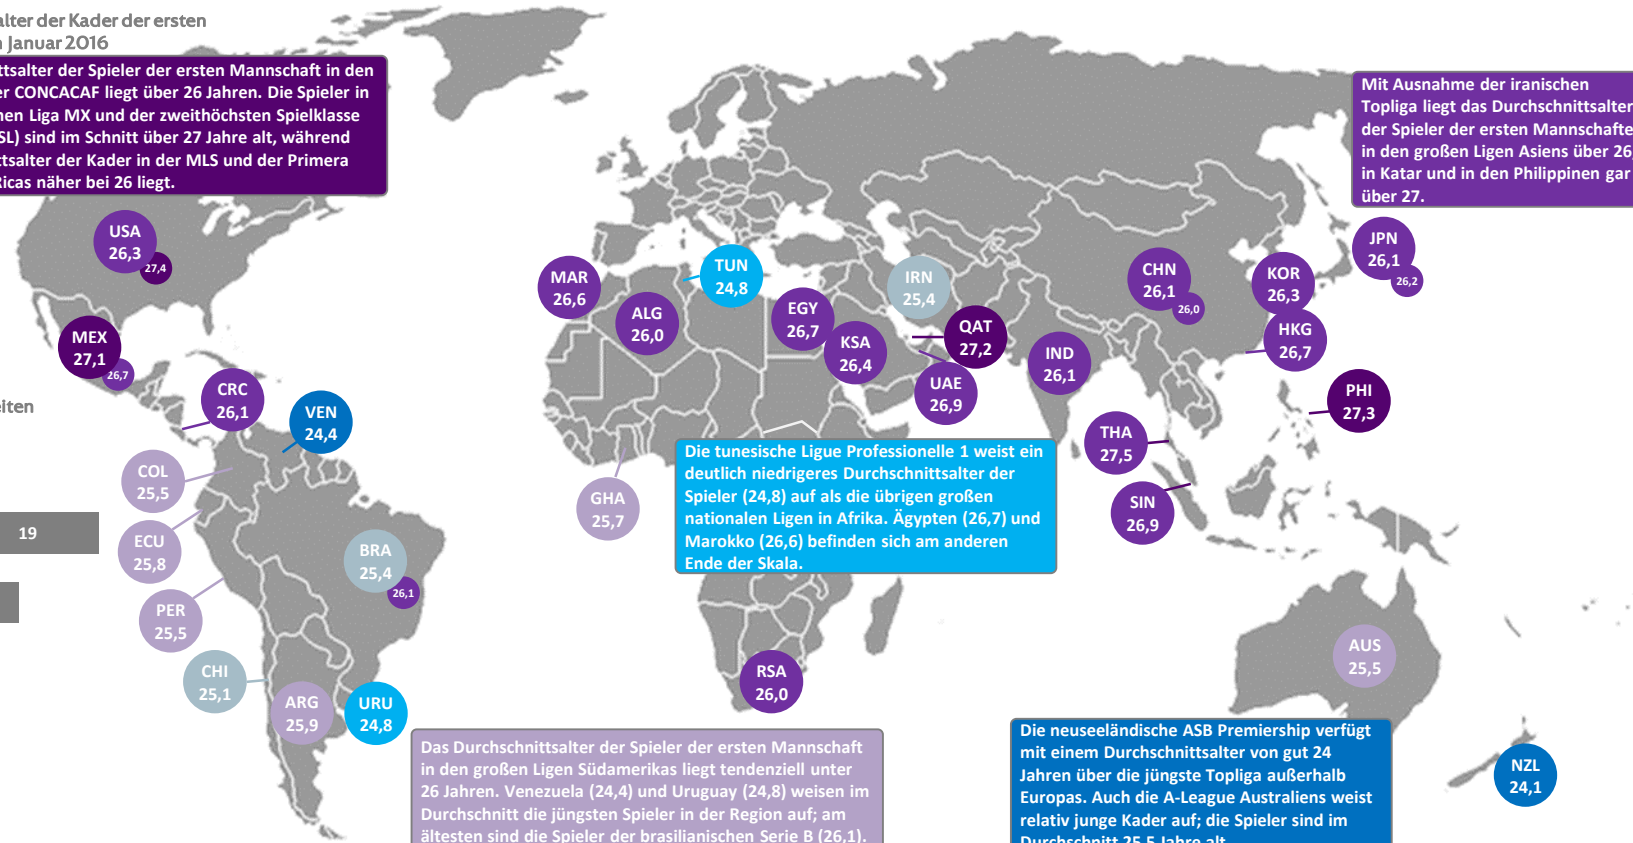 alter der Kader der ersten
Januar 2016
ttsalter der Spieler der ersten Mannschaft in den
er CONCACAF liegt über 26 Jahren. Die Spieler in
hen Liga MX und der zweithöchsten Spielklasse
SL) sind im Schnitt über 27 Jahre alt, während
ttsalter der Kader in der MLS und der Primera
Ricas näher bei 26 liegt.
Mit Ausnahme der iranischen
Topliga liegt das Durchschnittsalter
der Spieler der ersten Mannschafte
in den großen Ligen Asiens über 26,
in Katar und in den Philippinen gar
über 27.
USA
26,3
27,4
MEX
27,1
26,7
CRC
26,1
VEN
24,4
eiten
COL
25,5
19
ECU
25,8
BRA
25,4
26,1
PER
25,5
CHI
25,1
ARG
25,9
URU
24,8
MAR
26,6
ALG
26,0
TUN
24,8
EGY
26,7
KSA
26,4
IRN
25,4
QAT
27,2
UAE
26,9
IND
26,1
CHN
26,1
26,0
KOR
26,3
JPN
26,1
26,2
HKG
26,7
PHI
27,3
THA
27,5
SIN
26,9
GHA
25,7
Die tunesische Ligue Professionelle 1 weist ein
deutlich niedrigeres Durchschnittsalter der
Spieler (24,8) auf als die übrigen großen
nationalen Ligen in Afrika. Ägypten (26,7) und
Marokko (26,6) befinden sich am anderen
Ende der Skala.
RSA
26,0
AUS
25,5
NZL
24,1
Das Durchschnittsalter der Spieler der ersten Mannschaft
in den großen Ligen Südamerikas liegt tendenziell unter
26 Jahren. Venezuela (24,4) und Uruguay (24,8) weisen im
Durchschnitt die jüngsten Spieler in der Region auf; am
ältesten sind die Spieler der brasilianischen Serie B (26,1).
Die neuseeländische ASB Premiership verfügt
mit einem Durchschnittsalter von gut 24
Jahren über die jüngste Topliga außerhalb
Europas. Auch die A-League Australiens weist
relativ junge Kader auf; die Spieler sind im
Durchschnitt 25,5 Jahre alt.